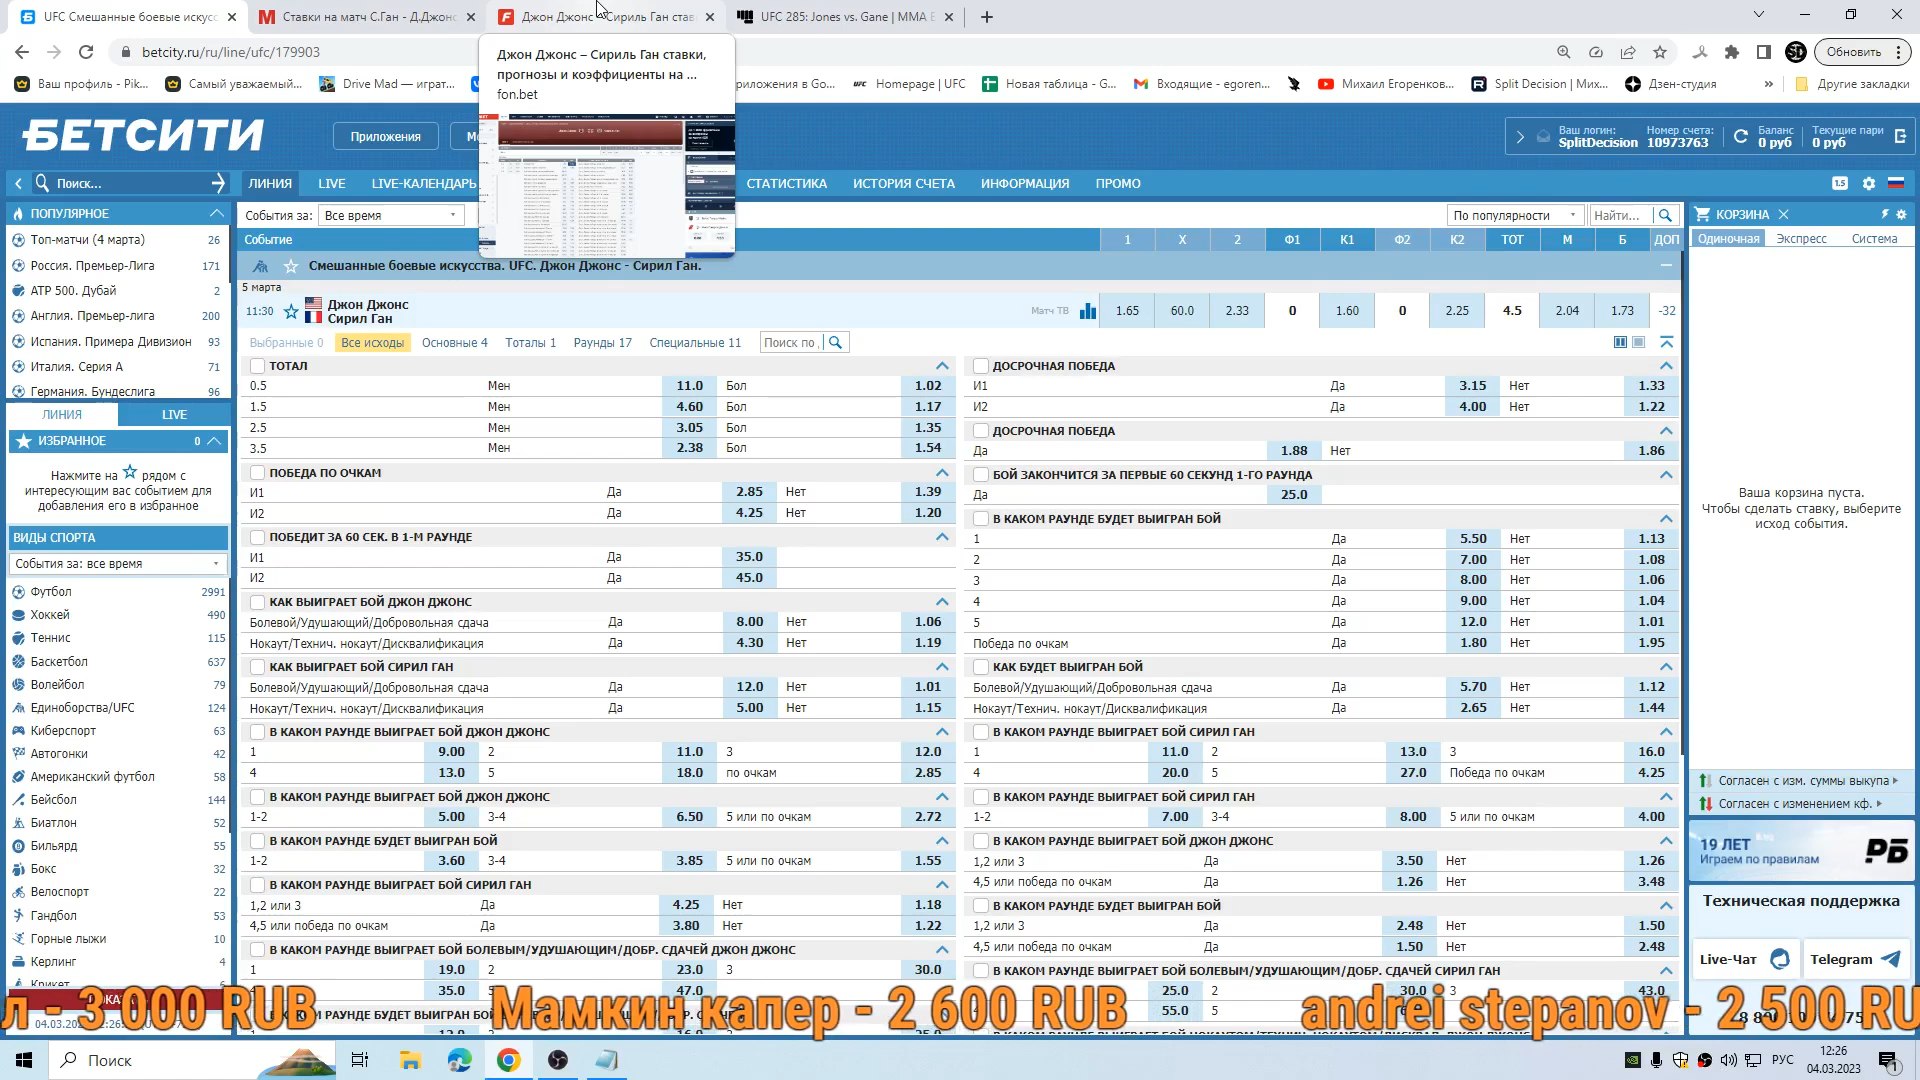 UFC Смешанные боевые искусс
Ставки на матч С.Ган - Д.Джонс
Джон Джонс – Сириль Ган став
UFC 285: Jones vs. Gane | MMA E
betcity.ru/ru/line/ufc/179903
Обновить
Ваш профиль - Pik...
Самый уважаемый...
Drive Mad — играт...
риложения в Go...
Homepage | UFC
Новая таблица - G...
Входящие - egoren...
Михаил Егоренков...
Split Decision | Мих...
Дзен-студия
Другие закладки
Джон Джонс – Сириль Ган ставки,
прогнозы и коэффициенты на ...
fon.bet
БЕТСИТИ
Приложения
Ваш логин:
SplitDecision
Номер счета:
10973763
Баланс
0 руб
Текущие пари
0 руб
Поиск...
ЛИНИЯ
LIVE
LIVE-КАЛЕНДАРЬ
СТАТИСТИКА
ИСТОРИЯ СЧЕТА
ИНФОРМАЦИЯ
ПРОМО
1.5
ПОПУЛЯРНОЕ
Топ-матчи (4 марта) 26
Россия. Премьер-Лига 171
ATP 500. Дубай 2
Англия. Премьер-лига 200
Испания. Примера Дивизион 93
Италия. Серия А 71
Германия. Бундеслига 96
ЛИНИЯ LIVE
ИЗБРАННОЕ 0
Нажмите на рядом с
интересующим вас событием для
добавления его в избранное
ВИДЫ СПОРТА
События за: все время
Футбол 2991
Хоккей 490
Теннис 115
Баскетбол 637
Волейбол 79
Единоборства/UFC 124
Киберспорт 63
Автогонки 42
Американский футбол 58
Бейсбол 144
Биатлон 52
Бильярд 55
Бокс 32
Велоспорт 22
Гандбол 53
Горные лыжи 10
Керлинг 4
Крикет
События за: Все время
По популярности
Найти...
Событие 1 X 2 Ф1 К1 Ф2 К2 ТОТ М Б ДОП
Смешанные боевые искусства. UFC. Джон Джонс - Сирил Ган.
5 марта
11:30 Джон Джонс
Сирил Ган
Матч ТВ 1.65 60.0 2.33 0 1.60 0 2.25 4.5 2.04 1.73 -32
Выбранные 0 Все исходы Основные 4 Тоталы 1 Раунды 17 Специальные 11 Поиск по
ТОТАЛ
0.5 Мен 11.0 Бол 1.02
1.5 Мен 4.60 Бол 1.17
2.5 Мен 3.05 Бол 1.35
3.5 Мен 2.38 Бол 1.54
ПОБЕДА ПО ОЧКАМ
И1 Да 2.85 Нет 1.39
И2 Да 4.25 Нет 1.20
ПОБЕДИТ ЗА 60 СЕК. В 1-М РАУНДЕ
И1 Да 35.0
И2 Да 45.0
КАК ВЫИГРАЕТ БОЙ ДЖОН ДЖОНС
Болевой/Удушающий/Добровольная сдача Да 8.00 Нет 1.06
Нокаут/Технич. нокаут/Дисквалификация Да 4.30 Нет 1.19
КАК ВЫИГРАЕТ БОЙ СИРИЛ ГАН
Болевой/Удушающий/Добровольная сдача Да 12.0 Нет 1.01
Нокаут/Технич. нокаут/Дисквалификация Да 5.00 Нет 1.15
В КАКОМ РАУНДЕ ВЫИГРАЕТ БОЙ ДЖОН ДЖОНС
1 9.00 2 11.0 3 12.0
4 13.0 5 18.0 по очкам 2.85
В КАКОМ РАУНДЕ ВЫИГРАЕТ БОЙ ДЖОН ДЖОНС
1-2 5.00 3-4 6.50 5 или по очкам 2.72
В КАКОМ РАУНДЕ БУДЕТ ВЫИГРАН БОЙ
1-2 3.60 3-4 3.85 5 или по очкам 1.55
В КАКОМ РАУНДЕ ВЫИГРАЕТ БОЙ СИРИЛ ГАН
1,2 или 3 Да 4.25 Нет 1.18
4,5 или победа по очкам Да 3.80 Нет 1.22
В КАКОМ РАУНДЕ ВЫИГРАЕТ БОЙ БОЛЕВЫМ/УДУШАЮЩИМ/ДОБР. СДАЧЕЙ ДЖОН ДЖОНС
1 19.0 2 23.0 3 30.0
35.0 47.0
ДОСРОЧНАЯ ПОБЕДА
И1 Да 3.15 Нет 1.33
И2 Да 4.00 Нет 1.22
ДОСРОЧНАЯ ПОБЕДА
Да 1.88 Нет 1.86
БОЙ ЗАКОНЧИТСЯ ЗА ПЕРВЫЕ 60 СЕКУНД 1-ГО РАУНДА
Да 25.0
В КАКОМ РАУНДЕ БУДЕТ ВЫИГРАН БОЙ
1 Да 5.50 Нет 1.13
2 Да 7.00 Нет 1.08
3 Да 8.00 Нет 1.06
4 Да 9.00 Нет 1.04
5 Да 12.0 Нет 1.01
Победа по очкам Да 1.80 Нет 1.95
КАК БУДЕТ ВЫИГРАН БОЙ
Болевой/Удушающий/Добровольная сдача Да 5.70 Нет 1.12
Нокаут/Технич. нокаут/Дисквалификация Да 2.65 Нет 1.44
В КАКОМ РАУНДЕ ВЫИГРАЕТ БОЙ СИРИЛ ГАН
1 11.0 2 13.0 3 16.0
4 20.0 5 27.0 Победа по очкам 4.25
В КАКОМ РАУНДЕ ВЫИГРАЕТ БОЙ СИРИЛ ГАН
1-2 7.00 3-4 8.00 5 или по очкам 4.00
В КАКОМ РАУНДЕ ВЫИГРАЕТ БОЙ ДЖОН ДЖОНС
1,2 или 3 Да 3.50 Нет 1.26
4,5 или победа по очкам Да 1.26 Нет 3.48
В КАКОМ РАУНДЕ БУДЕТ ВЫИГРАН БОЙ
1,2 или 3 Да 2.48 Нет 1.50
4,5 или победа по очкам Да 1.50 Нет 2.48
В КАКОМ РАУНДЕ ВЫИГРАЕТ БОЙ БОЛЕВЫМ/УДУШАЮЩИМ/ДОБР. СДАЧЕЙ СИРИЛ ГАН
25.0 2 30.0 43.0
55.0
КОРЗИНА
Одиночная Экспресс Система
Ваша корзина пуста.
Чтобы сделать ставку, выберите
исход события.
Согласен с изм. суммы выкупа
Согласен с изменением кф.
19 ЛЕТ
Играем по правилам
РБ
Техническая поддержка
Live-Чат
Telegram
л - 3 000 RUB Мамкин капер - 2 600 RUB andrei stepanov - 2 500 RU
Поиск
РУС
12:26
04.03.2023
1